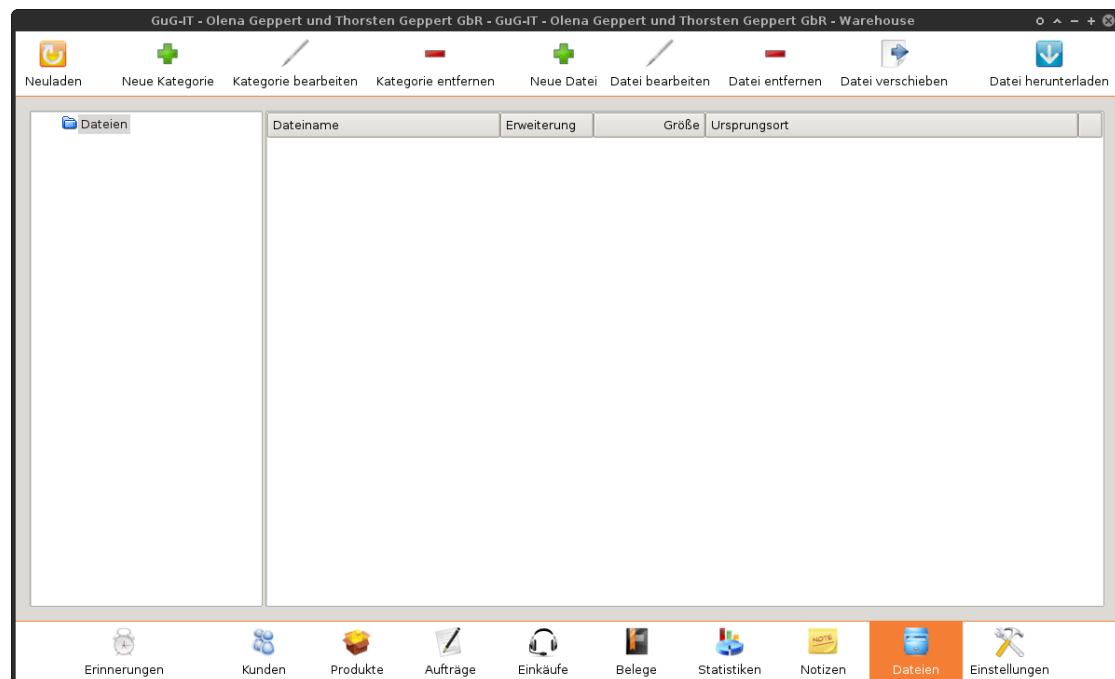 GuG-IT - Olena Geppert und Thorsten Geppert GbR - GuG-IT - Olena Geppert und Thorsten Geppert GbR - Warehouse
Neuladen Neue Kategorie Kategorie bearbeiten Kategorie entfernen Neue Datei Datei bearbeiten Datei entfernen Datei verschieben Datei herunterladen
Dateien Dateiname Erweiterung Größe Ursprungsort
NOTE
Erinnerungen Kunden Produkte Aufträge Einkäufe Belege Statistiken Notizen Dateien Einstellungen